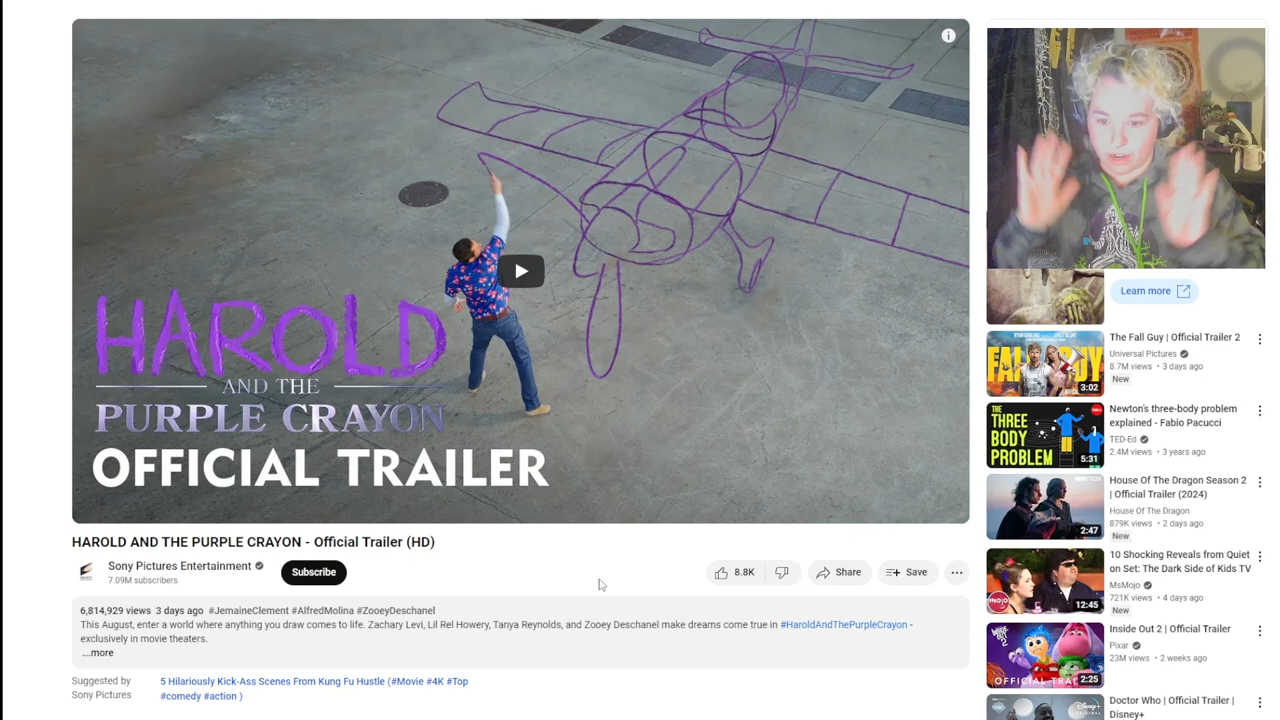 HAROLD
AND THE
PURPLE CRAYON
OFFICIAL TRAILER
HAROLD AND THE PURPLE CRAYON - Official Trailer (HD)
Sony Pictures Entertainment
7.09M subscribers
Subscribe
8.8K
Share
Save
6,814,929 views 3 days ago #JemaineClement #AlfredMolina #ZooeyDeschanel
This August, enter a world where anything you draw comes to life. Zachary Levi, Lil Rel Howery, Tanya Reynolds, and Zooey Deschanel make dreams come true in #HaroldAndThePurpleCrayon -
exclusively in movie theaters.
...more
Suggested by
Sony Pictures
5 Hilariously Kick-Ass Scenes From Kung Fu Hustle (#Movie #4K #Top
#comedy #action )
Learn more
FALL GUY
3:02
The Fall Guy | Official Trailer 2
Universal Pictures
8.7M views • 3 days ago
New
THE
THREE
BODY
PROBLEM
5:31
Newton's three-body problem
explained - Fabio Pacucci
TED-Ed
2.4M views • 3 years ago
2:47
House Of The Dragon Season 2
| Official Trailer (2024)
House Of The Dragon
879K views • 2 days ago
New
mojo
12:45
10 Shocking Reveals from Quiet
on Set: The Dark Side of Kids TV
MsMojo
721K views • 4 days ago
New
INSIDE OUT 2
OFFICIAL TRAI
2:25
Inside Out 2 | Official Trailer
Pixar
23M views • 2 weeks ago
Disney+
Doctor Who | Official Trailer |
Disney+